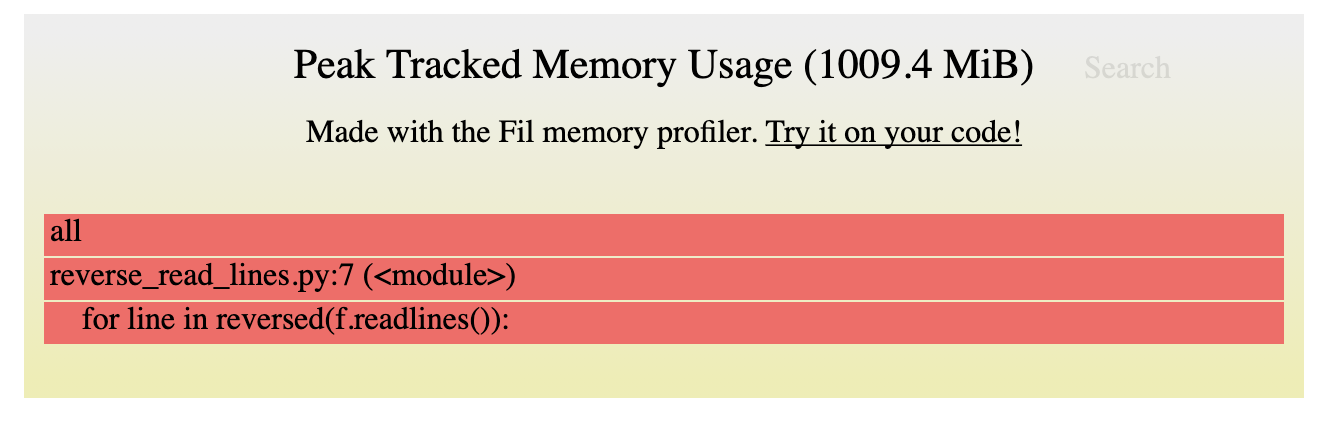 Peak Tracked Memory Usage (1009.4 MiB)
Search
Made with the Fil memory profiler. Try it on your code!
all
reverse_read_lines.py:7 (<module>)
for line in reversed(f.readlines()):